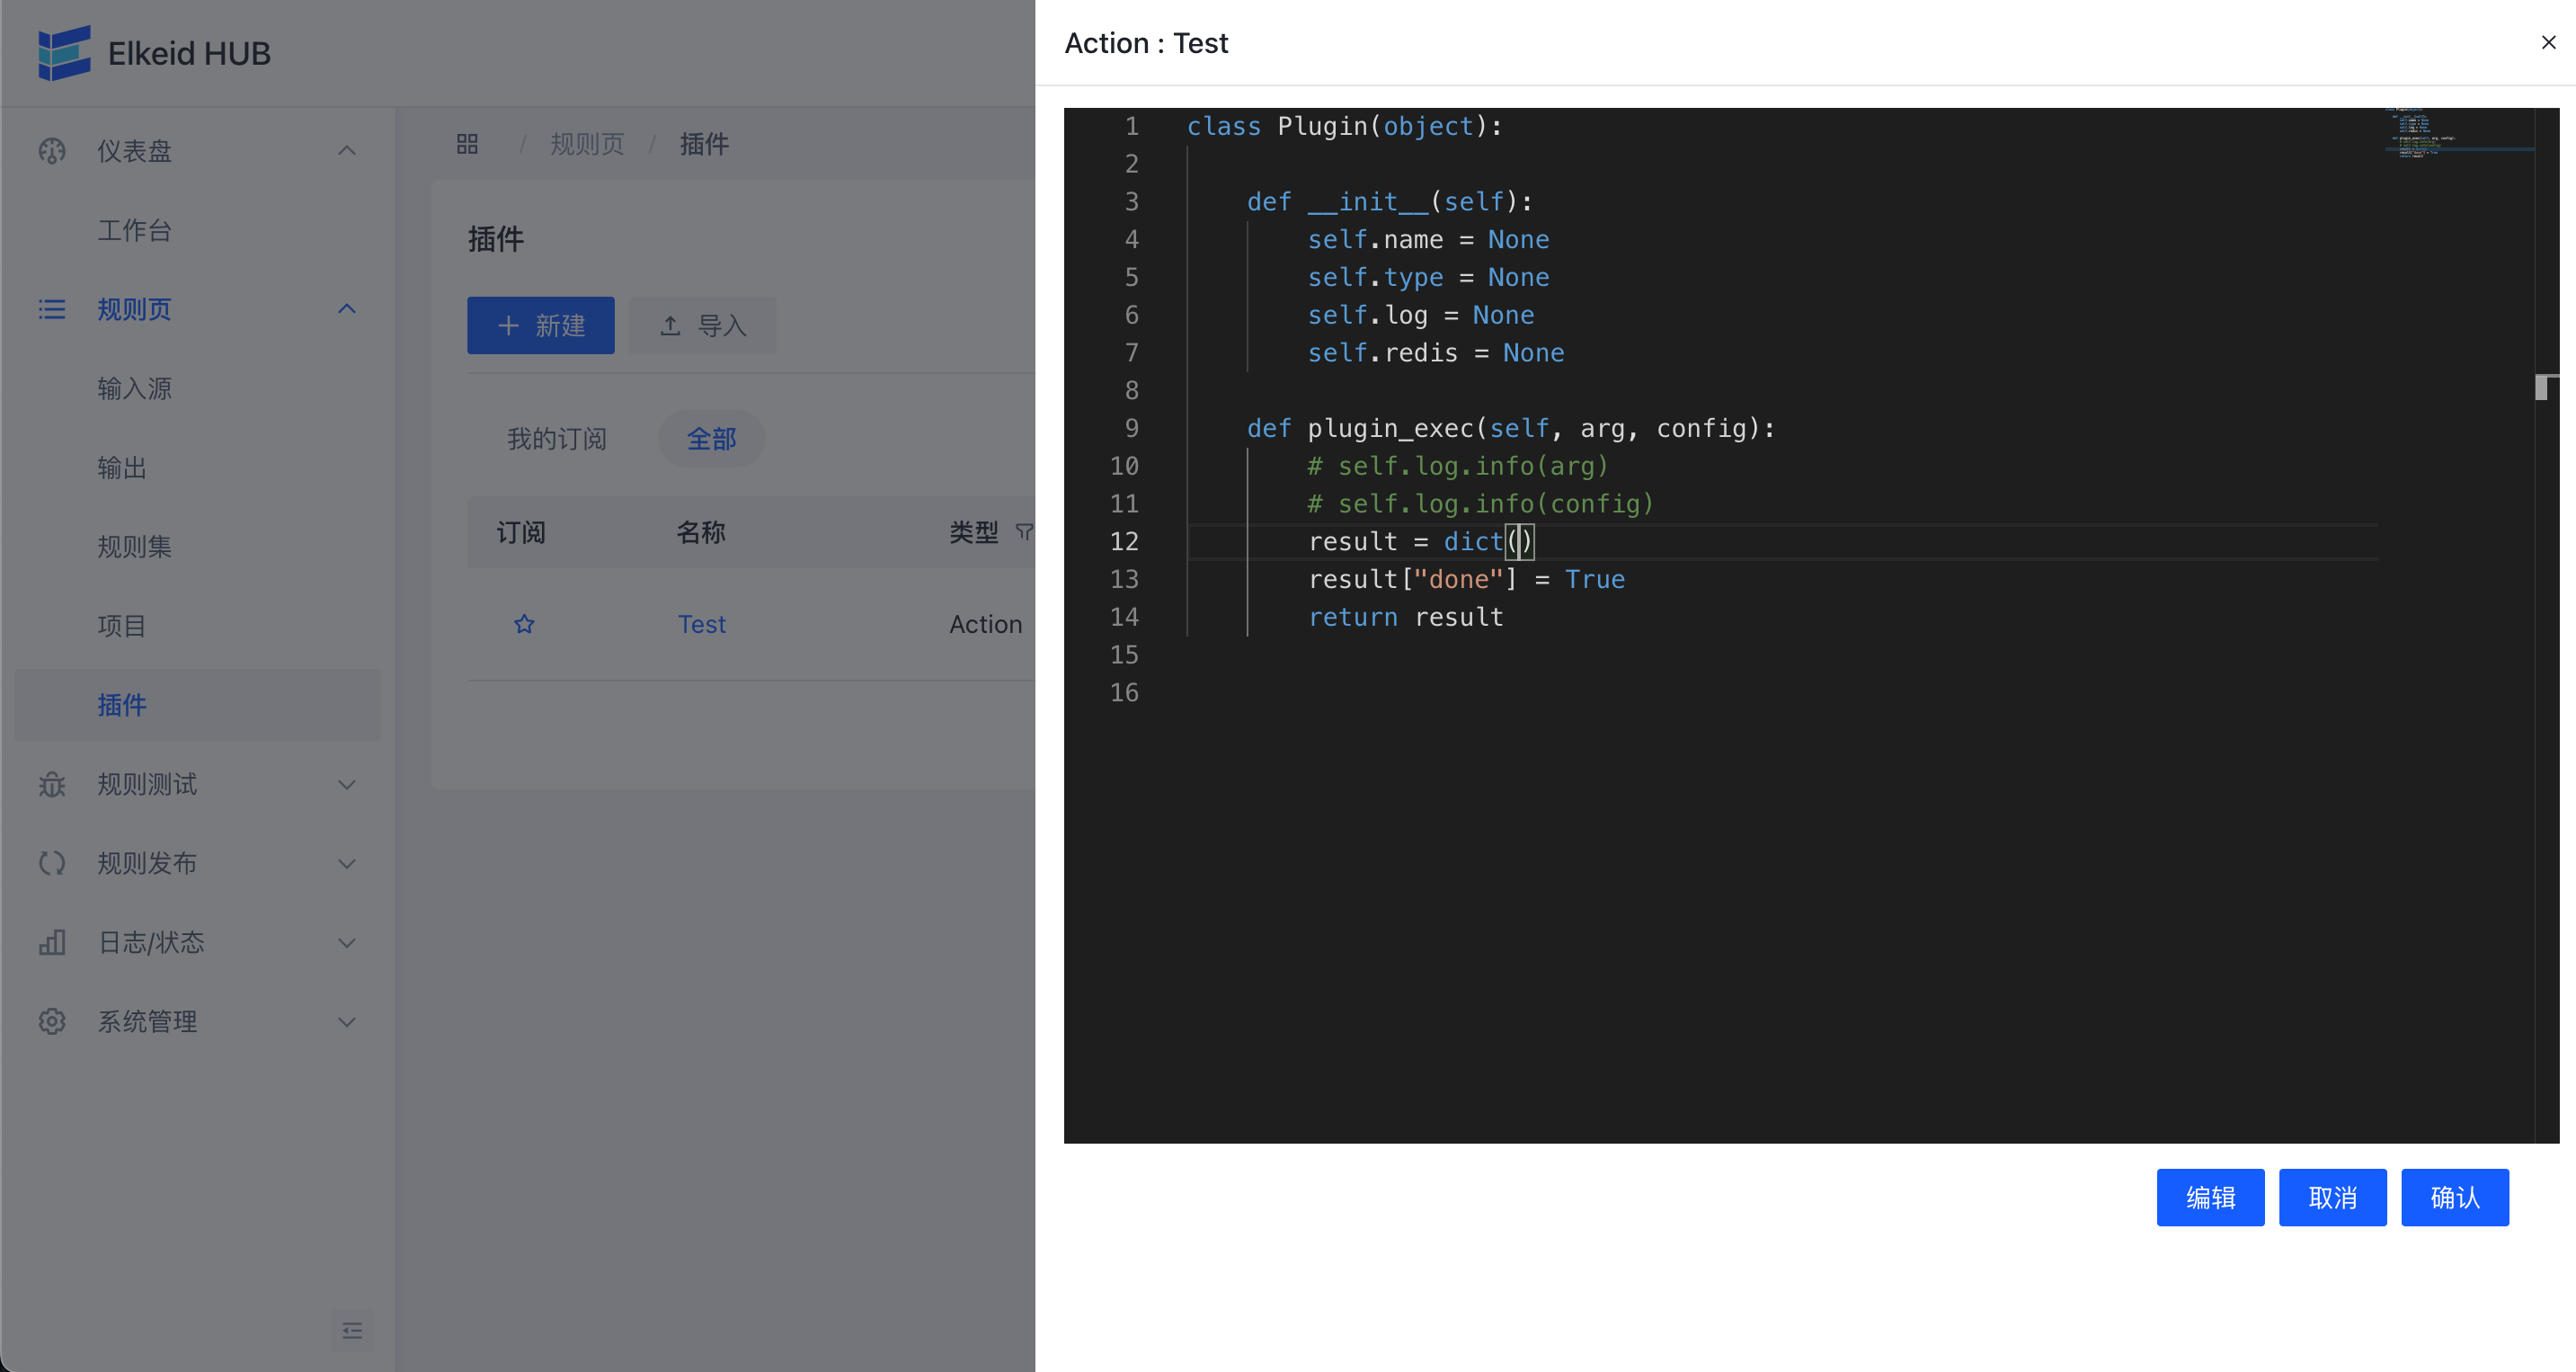 Elkeid HUB
仪表盘
工作台
规则页
输入源
输出
规则集
项目
插件
规则测试
规则发布
日志/状态
系统管理
/ 规则页 / 插件
插件
新建 导入
我的订阅 全部
订阅 名称 类型
Test Action
Action : Test
1 class Plugin(object):
2
3 def __init__(self):
4 self.name = None
5 self.type = None
6 self.log = None
7 self.redis = None
8
9 def plugin_exec(self, arg, config):
10 # self.log.info(arg)
11 # self.log.info(config)
12 result = dict()
13 result["done"] = True
14 return result
15
16
编辑 取消 确认